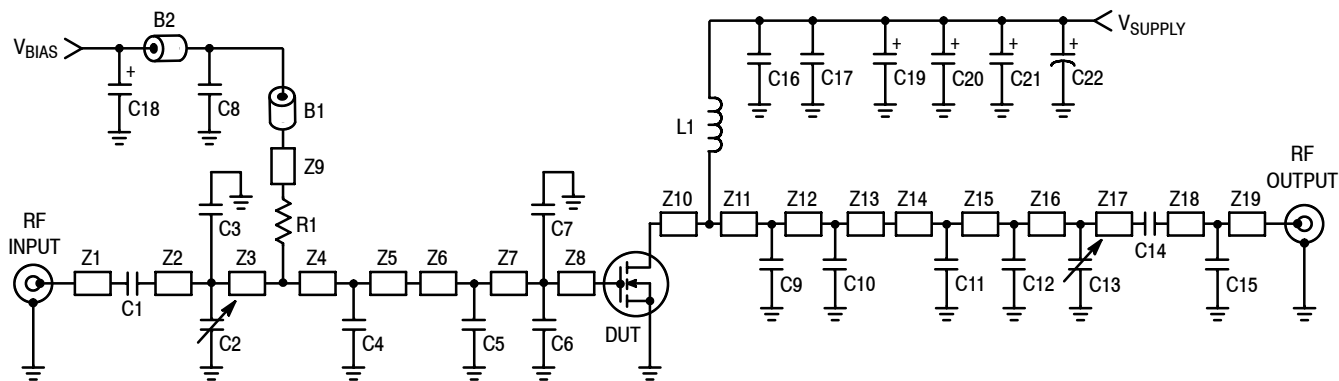 B2
VBIAS
+
C18
C8
B1
Z9
R1
C3
RF
INPUT
Z1
C1
Z2
Z3
C2
Z4
C4
Z5
Z6
C5
Z7
C7
C6
Z8
DUT
VSUPPLY
C16
C17
+
C19
+
C20
+
C21
+
C22
L1
Z10
Z11
C9
Z12
C10
Z13
Z14
C11
Z15
C12
Z16
C13
Z17
C14
Z18
C15
Z19
RF
OUTPUT